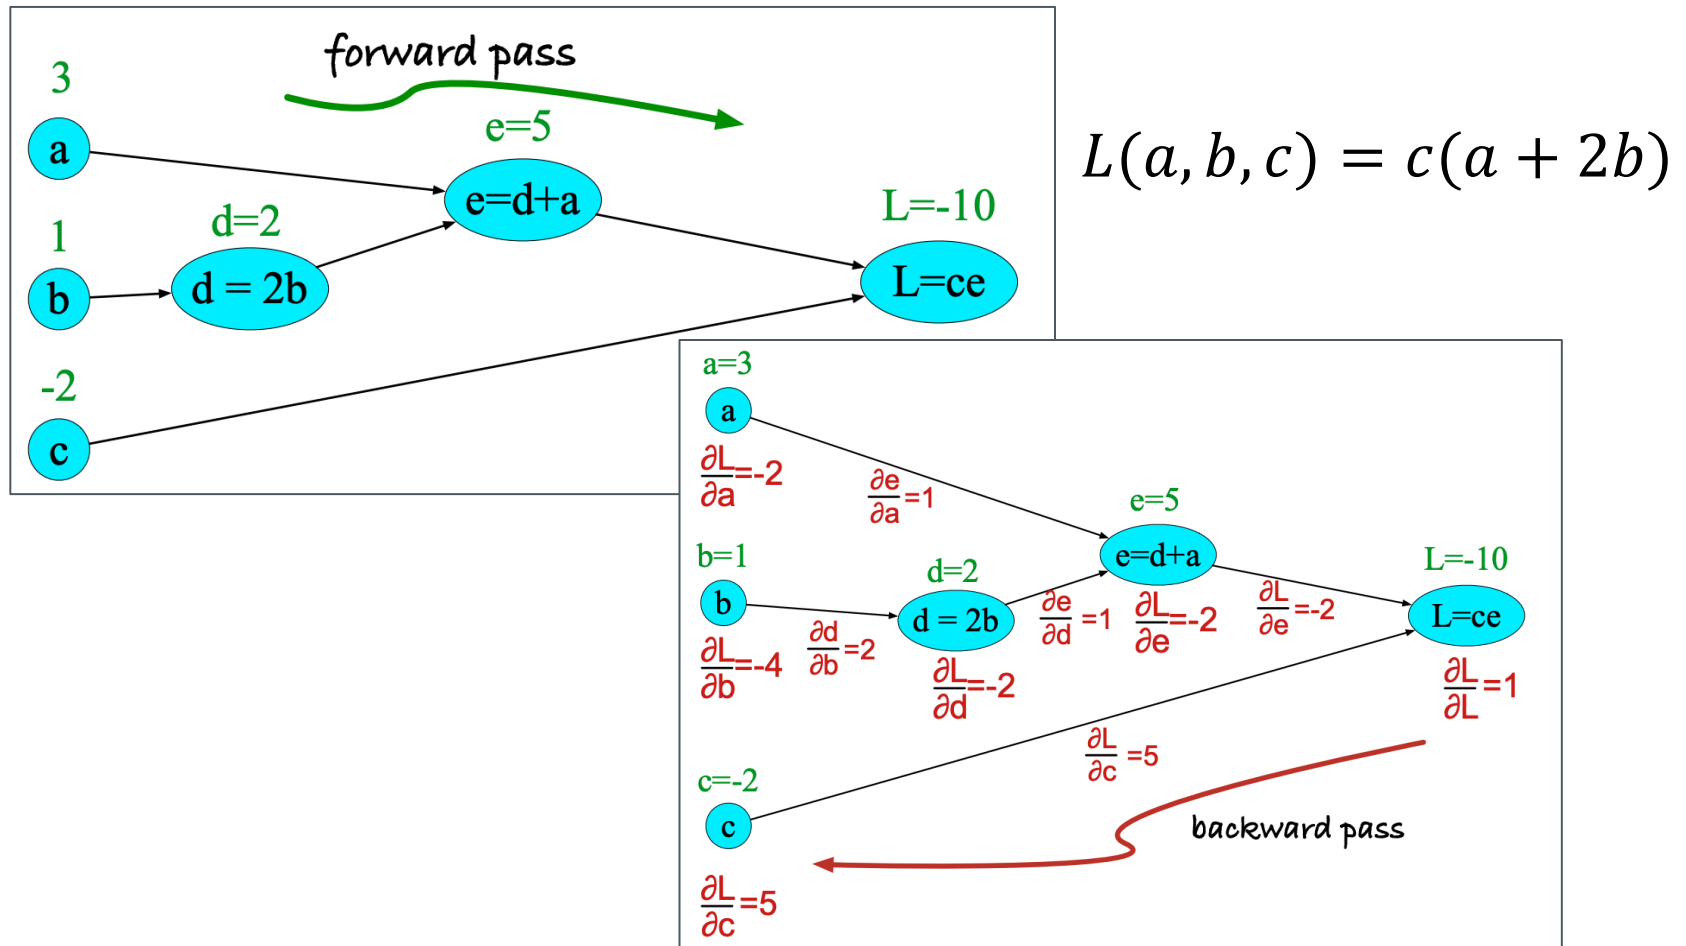 forward pass
3
a
e=5
e=d+a
L(a, b, c) = c(a + 2b)
1
d=2
L=-10
b
d = 2b
L=ce
-2
c
a=3
a
∂L/∂a=-2
∂e/∂a=1
e=5
e=d+a
b=1
d=2
L=-10
b
d = 2b
∂e/∂d=1
∂L/∂e=-2
∂L/∂e=-2
L=ce
∂L/∂b=-4
∂d/∂b=2
∂L/∂d=-2
∂L/∂L=1
∂L/∂c=5
c=-2
c
backward pass
∂L/∂c=5